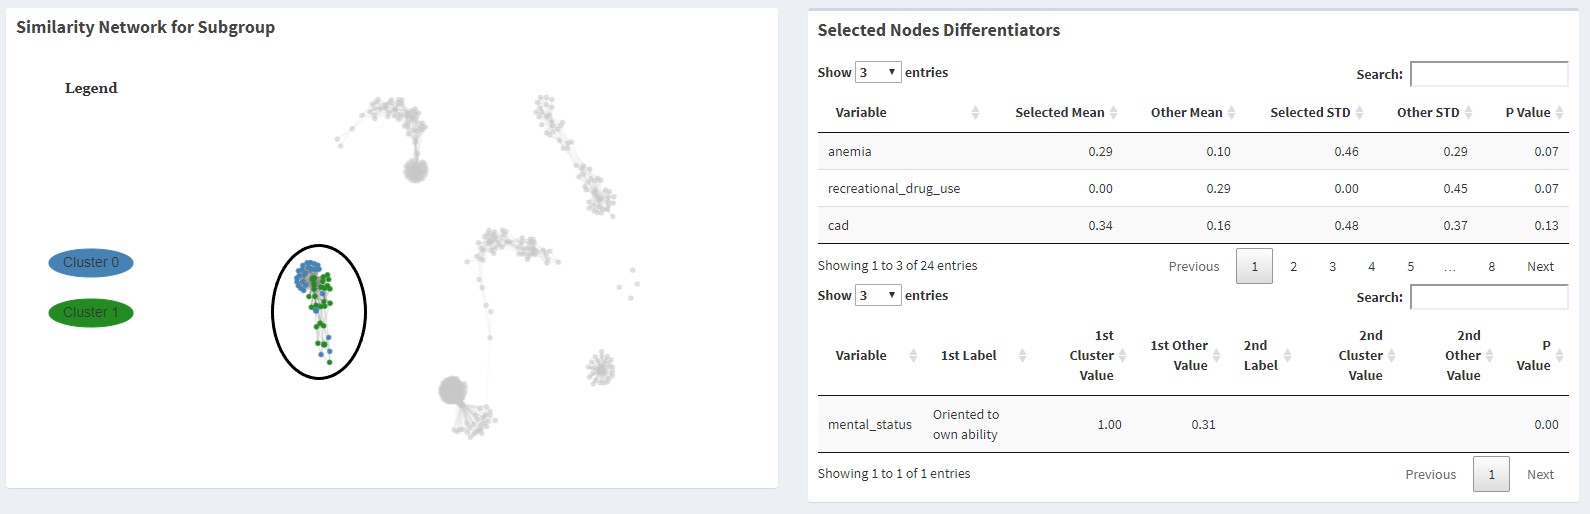 Similarity Network for Subgroup
Legend
Cluster 0
Cluster 1
Selected Nodes Differentiators
Show 3 entries
Search:
Variable Selected Mean Other Mean Selected STD Other STD P Value
anemia 0.29 0.10 0.46 0.29 0.07
recreational_drug_use 0.00 0.29 0.00 0.45 0.07
cad 0.34 0.16 0.48 0.37 0.13
Showing 1 to 3 of 24 entries
Previous 1 2 3 4 5 … 8 Next
Show 3 entries
Search:
Variable
1st Label
1st
Cluster
Value
1st Other
Value
2nd
Label
2nd
Cluster
Value
2nd
Other
Value
P
Value
mental_status
Oriented to
own ability
1.00 0.31 0.00
Showing 1 to 1 of 1 entries
Previous 1 Next